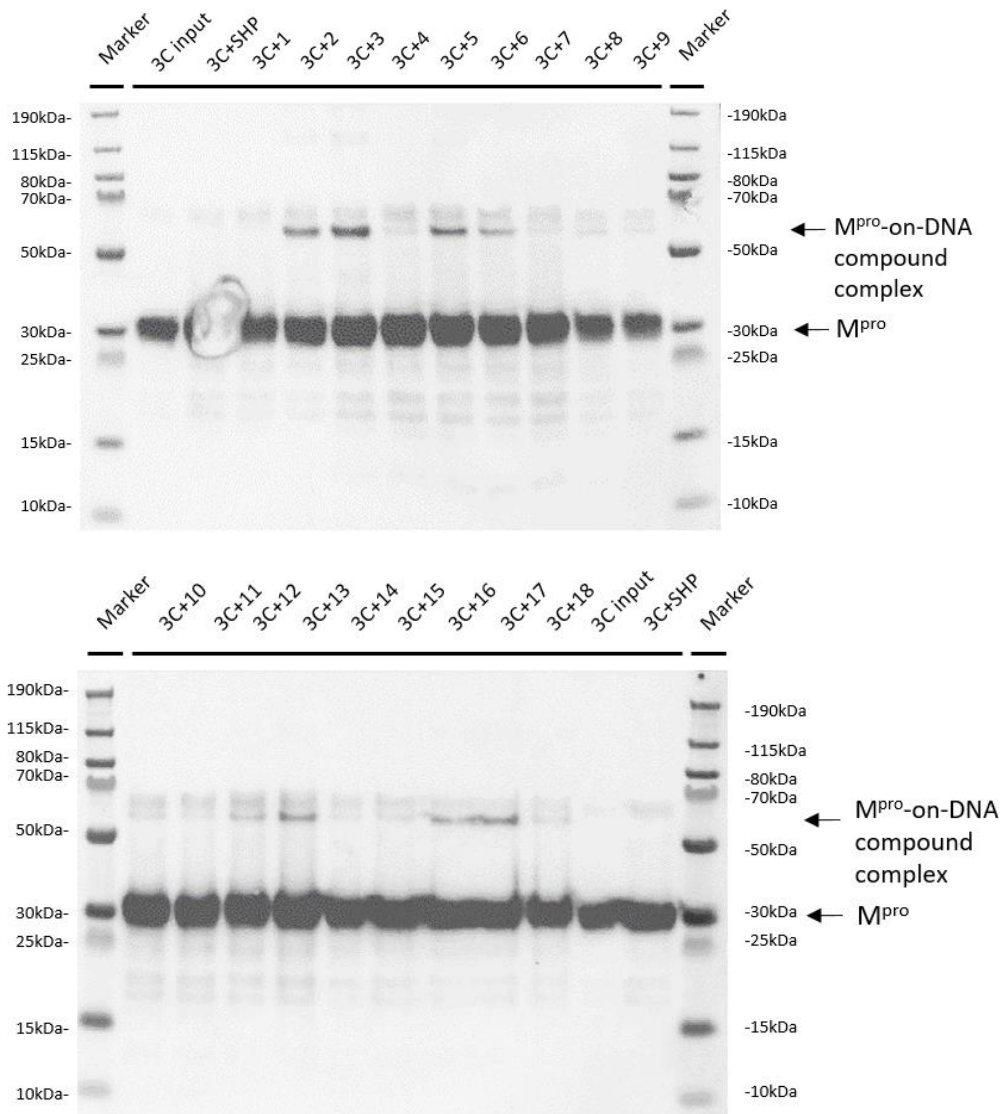 Marker 3C input 3C+SHP 3C+1 3C+2 3C+3 3C+4 3C+5 3C+6 3C+7 3C+8 3C+9 Marker
190kDa- -190kDa
115kDa- -115kDa
80kDa- -80kDa
70kDa- -70kDa
Mᵖʳᵒ-on-DNA
compound
complex
50kDa- -50kDa
30kDa- -30kDa Mᵖʳᵒ
25kDa- -25kDa
15kDa- -15kDa
10kDa- -10kDa
Marker 3C+10 3C+11 3C+12 3C+13 3C+14 3C+15 3C+16 3C+17 3C+18 3C input 3C+SHP Marker
190kDa- -190kDa
115kDa- -115kDa
80kDa- -80kDa
70kDa- -70kDa
Mᵖʳᵒ-on-DNA
compound
complex
50kDa- -50kDa
30kDa- -30kDa Mᵖʳᵒ
25kDa- -25kDa
15kDa- -15kDa
10kDa- -10kDa